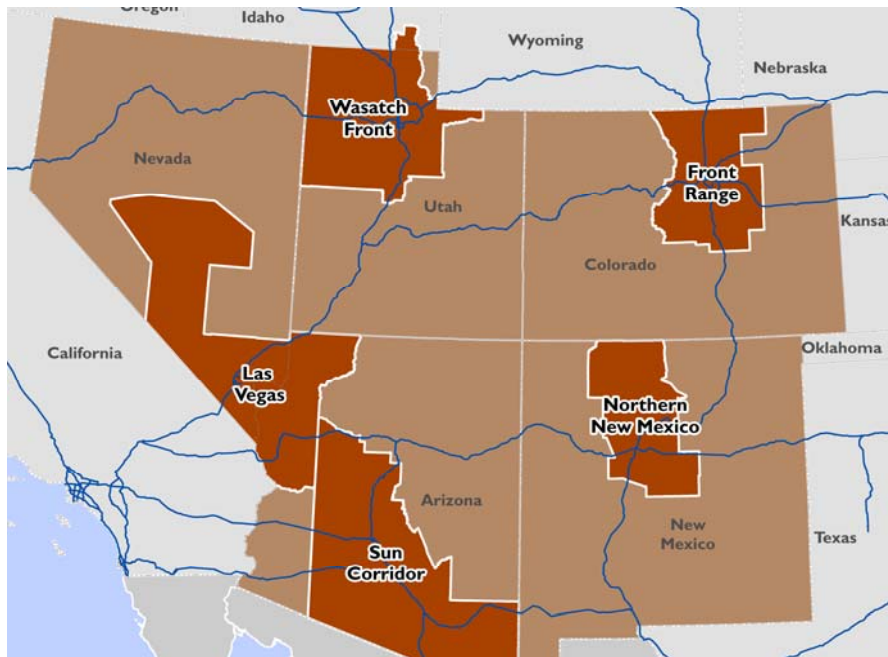 Oregon
Idaho
Wyoming
Nebraska
Wasatch
Front
Nevada
Front
Range
Utah
Kansas
Colorado
California
Oklahoma
Las
Vegas
Northern
New Mexico
Arizona
New
Mexico
Texas
Sun
Corridor